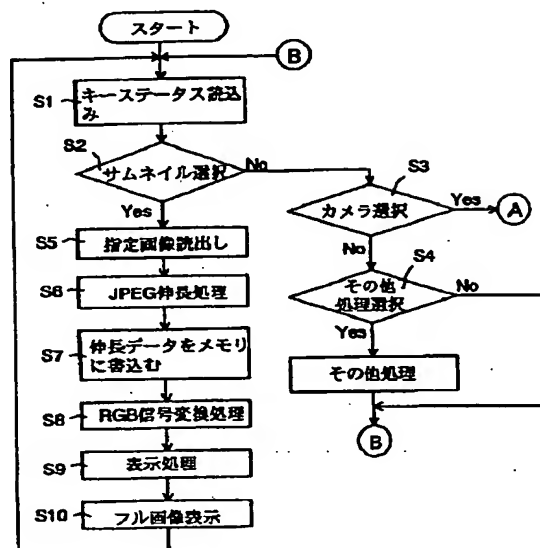 スタート
B
S1
キーステータス読込
み
S2
サムネイル選択
No
Yes
S3
カメラ選択
Yes
A
No
S4
その他
処理選択
No
Yes
その他処理
B
S5
指定画像読出し
S6
JPEG伸長処理
S7
伸長データをメモリ
に書込む
S8
RGB信号変換処理
S9
表示処理
S10
フル画像表示